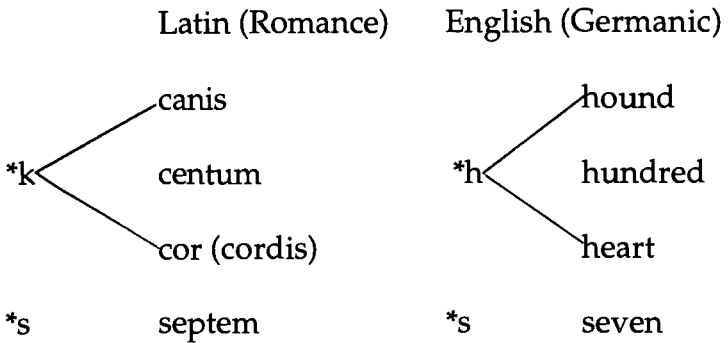 Latin (Romance) English (Germanic)
canis hound
*k centum *h hundred
cor (cordis) heart
*s septem *s seven